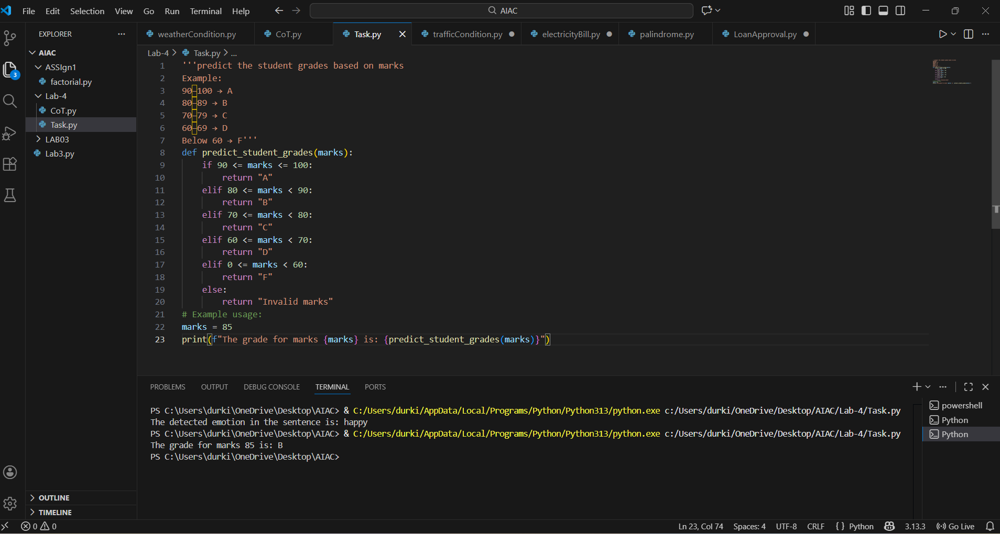 File Edit Selection View Go Run Terminal Help
AIAC
EXPLORER
weatherCondition.py
CoT.py
Task.py
trafficCondition.py
electricityBill.py
palindrome.py
LoanApproval.py
3
AIAC
ASSIgn1
factorial.py
Lab-4
CoT.py
Task.py
LAB03
Lab3.py
OUTLINE
TIMELINE
Lab-4 > Task.py > ...
1 '''predict the student grades based on marks
2 Example:
3 90–100 → A
4 80–89 → B
5 70–79 → C
6 60–69 → D
7 Below 60 → F'''
8 def predict_student_grades(marks):
9 if 90 <= marks <= 100:
10 return "A"
11 elif 80 <= marks < 90:
12 return "B"
13 elif 70 <= marks < 80:
14 return "C"
15 elif 60 <= marks < 70:
16 return "D"
17 elif 0 <= marks < 60:
18 return "F"
19 else:
20 return "Invalid marks"
21 # Example usage:
22 marks = 85
23 print(f"The grade for marks {marks} is: {predict_student_grades(marks)}")
PROBLEMS OUTPUT DEBUG CONSOLE TERMINAL PORTS
PS C:\Users\durki\OneDrive\Desktop\AIAC> & C:/Users/durki/AppData/Local/Programs/Python/Python313/python.exe c:/Users/durki/OneDrive/Desktop/AIAC/Lab-4/Task.py
The detected emotion in the sentence is: happy
PS C:\Users\durki\OneDrive\Desktop\AIAC> & C:/Users/durki/AppData/Local/Programs/Python/Python313/python.exe c:/Users/durki/OneDrive/Desktop/AIAC/Lab-4/Task.py
The grade for marks 85 is: B
PS C:\Users\durki\OneDrive\Desktop\AIAC>
powershell
Python
Python
0 0
Ln 23, Col 74 Spaces: 4 UTF-8 CRLF { } Python 3.13.3 Go Live